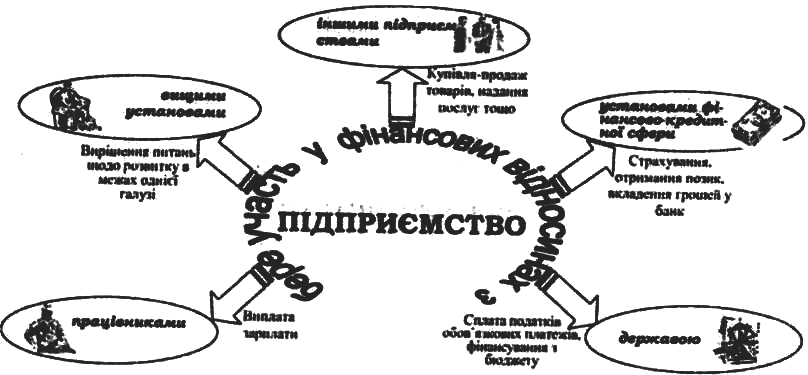 іншими підприєм
ствами
Купівля-продаж
товарів, надання
послуг тощо
вищими
установами
Вирішення питань
щодо розвитку в
межах однієї
галузі
установами фі-
нансово-кредит-
ної сфери
Страхування,
отримання позик,
вкладення грошей у
банк
бере участь у фінансових відносинах з
ПІДПРИЄМСТВО
працівниками
Виплата
зарплати
Сплата податків
обов'язкових платежів,
фінансування з
бюджету
державою